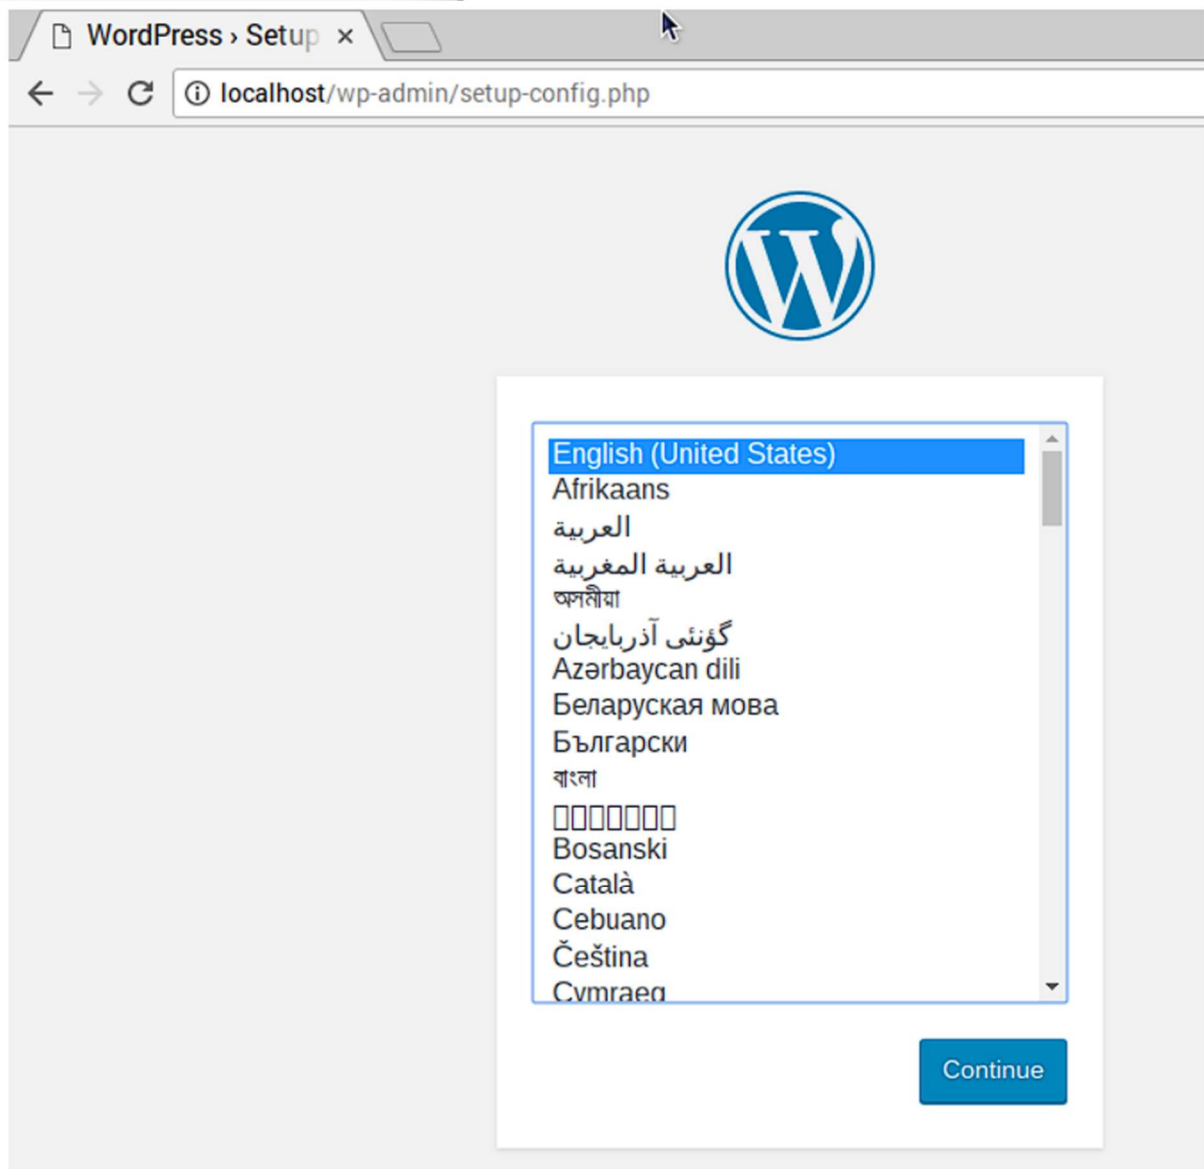 WordPress › Setup
localhost/wp-admin/setup-config.php
English (United States)
Afrikaans
العربية
العربية المغربية
অসমীয়া
گؤنئی آذربایجان
Azərbaycan dili
Беларуская мова
Български
বাংলা
Bosanski
Català
Cebuano
Čeština
Cymraeg
Continue